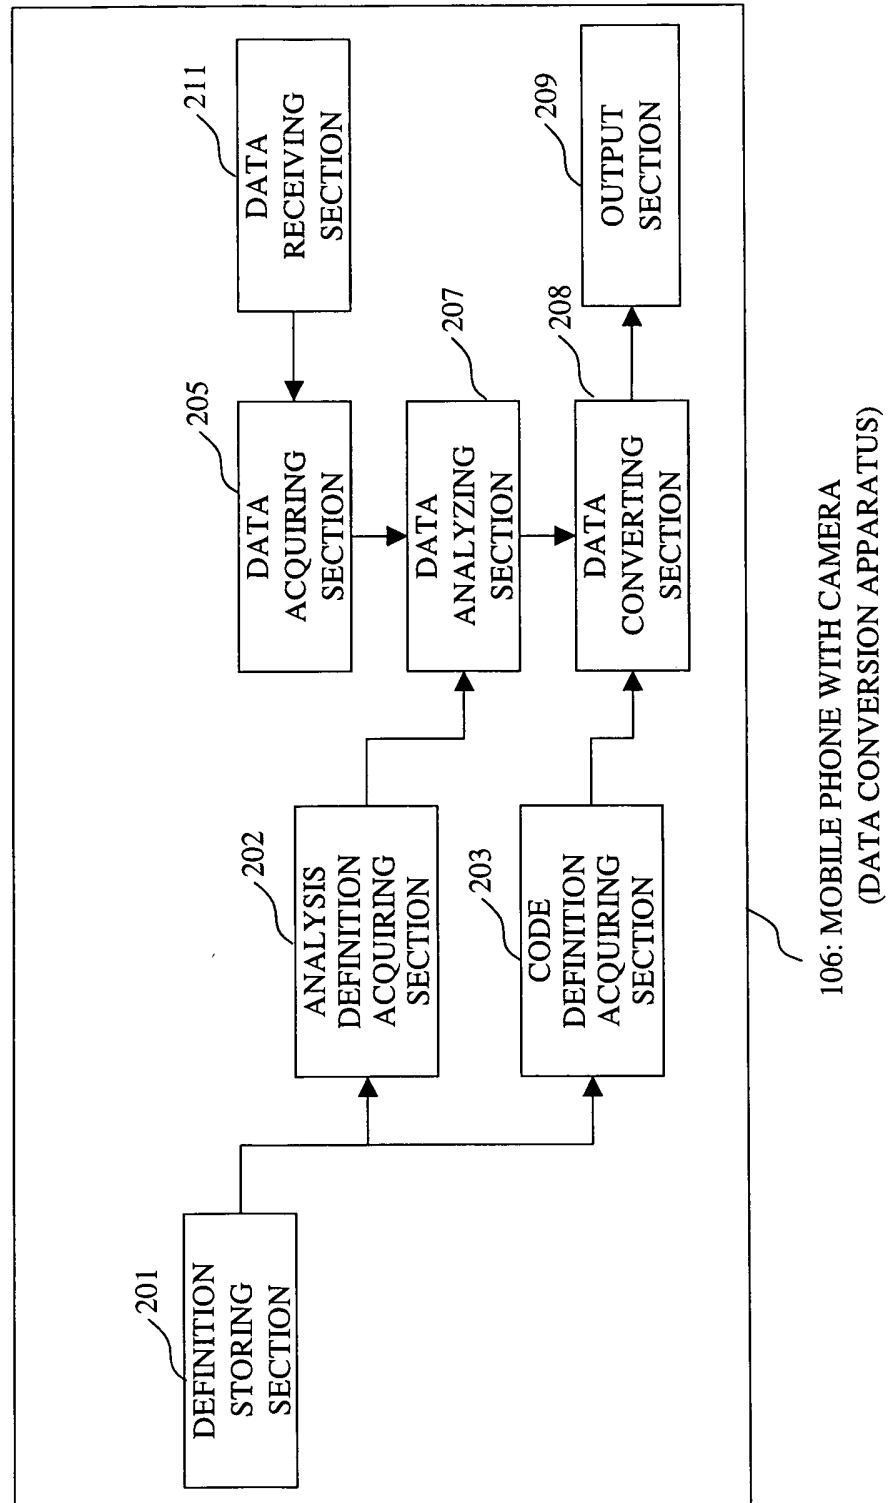 201
DEFINITION
STORING
SECTION
202
ANALYSIS
DEFINITION
ACQUIRING
SECTION
203
CODE
DEFINITION
ACQUIRING
SECTION
205
DATA
ACQUIRING
SECTION
207
DATA
ANALYZING
SECTION
208
DATA
CONVERTING
SECTION
211
DATA
RECEIVING
SECTION
209
OUTPUT
SECTION
106: MOBILE PHONE WITH CAMERA
(DATA CONVERSION APPARATUS)